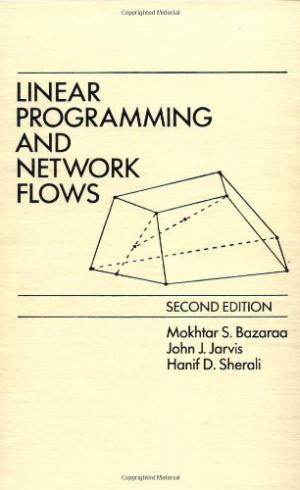 Copyrighted Material
LINEAR
PROGRAMMING
AND
NETWORK
FLOWS
SECOND EDITION
Mokhtar S. Bazaraa
John J. Jarvis
Hanif D. Sherali
Copyrighted Material